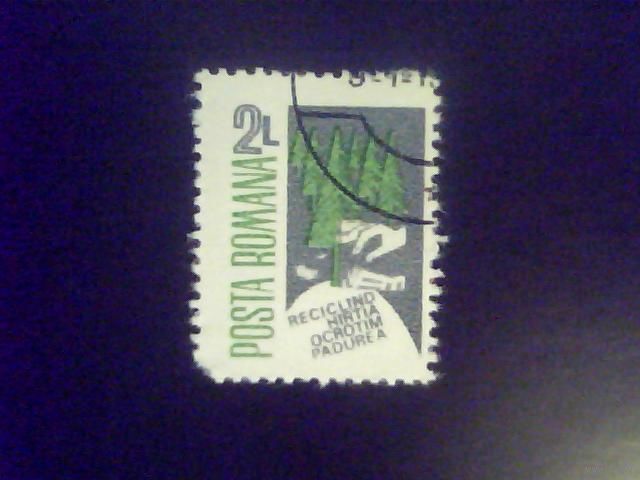 2L
POSTA ROMANA
RECICLIND
HIRTIA
OCROTIM
PADUREA